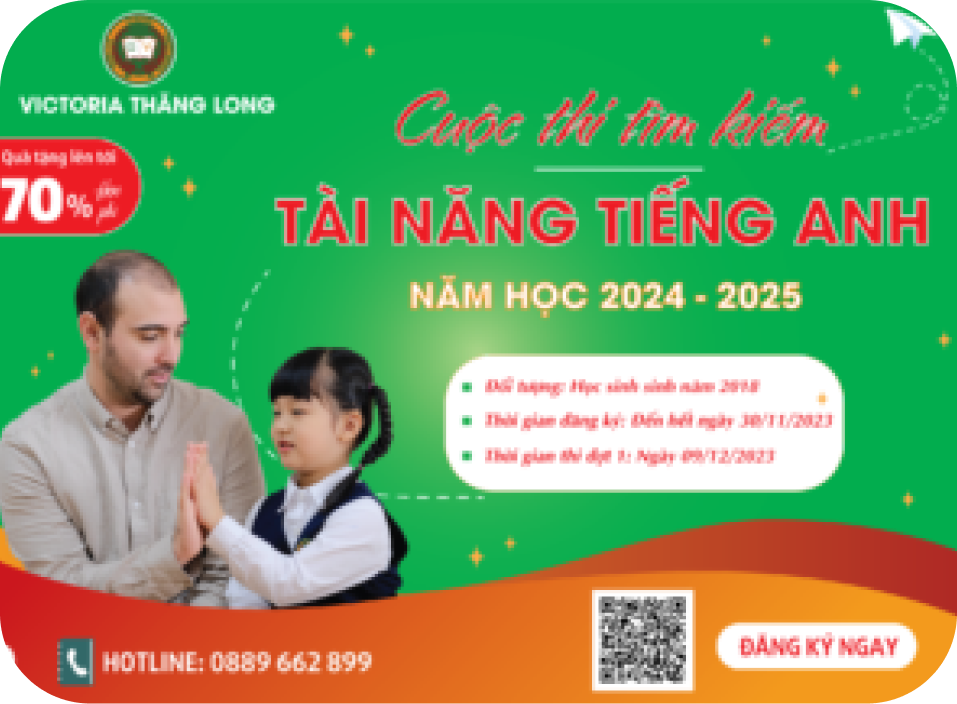 VICTORIA THĂNG LONG
Cuộc thi tìm kiếm
Quà tặng lên tới
70%
TÀI NĂNG TIẾNG ANH
NĂM HỌC 2024 - 2025
Đối tượng: Học sinh sinh năm 2018
Thời gian đăng ký: Đến hết ngày 30/11/2023
Thời gian thi đợt 1: Ngày 09/12/2023
HOTLINE: 0889 662 899
ĐĂNG KÝ NGAY